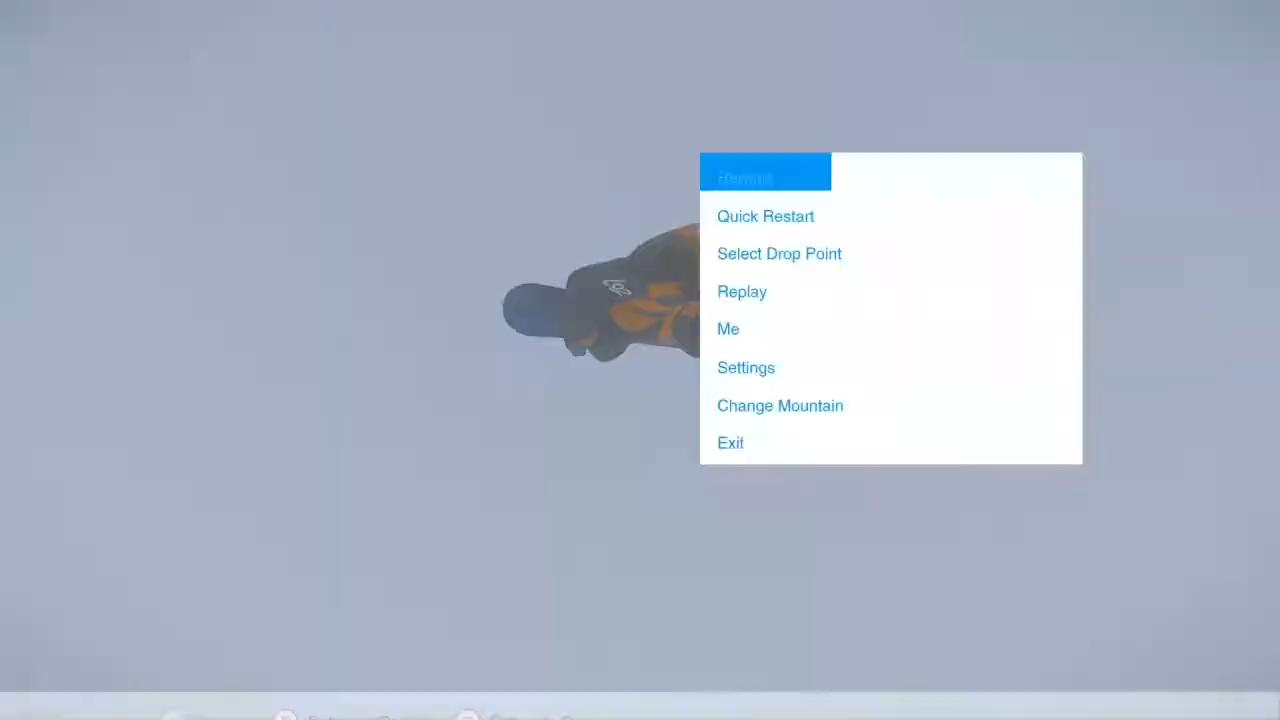 Quick Restart
Select Drop Point
Replay
Me
Settings
Change Mountain
Exit